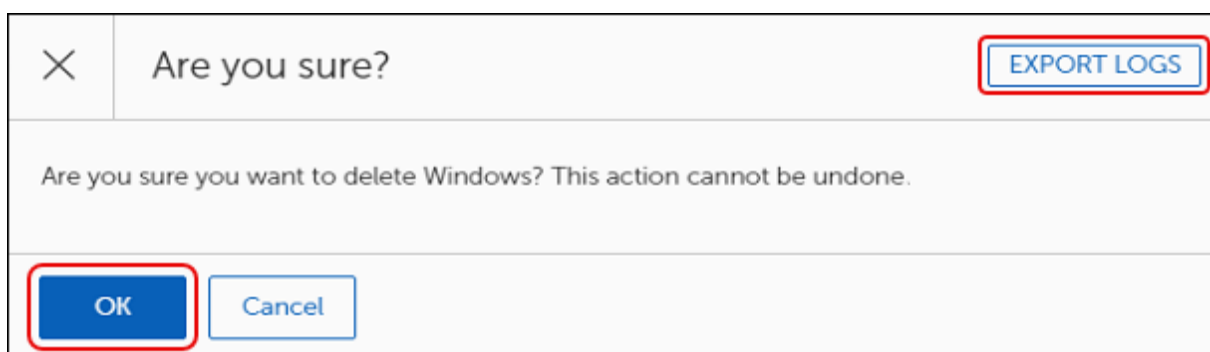 Are you sure?
EXPORT LOGS
Are you sure you want to delete Windows? This action cannot be undone.
OK
Cancel